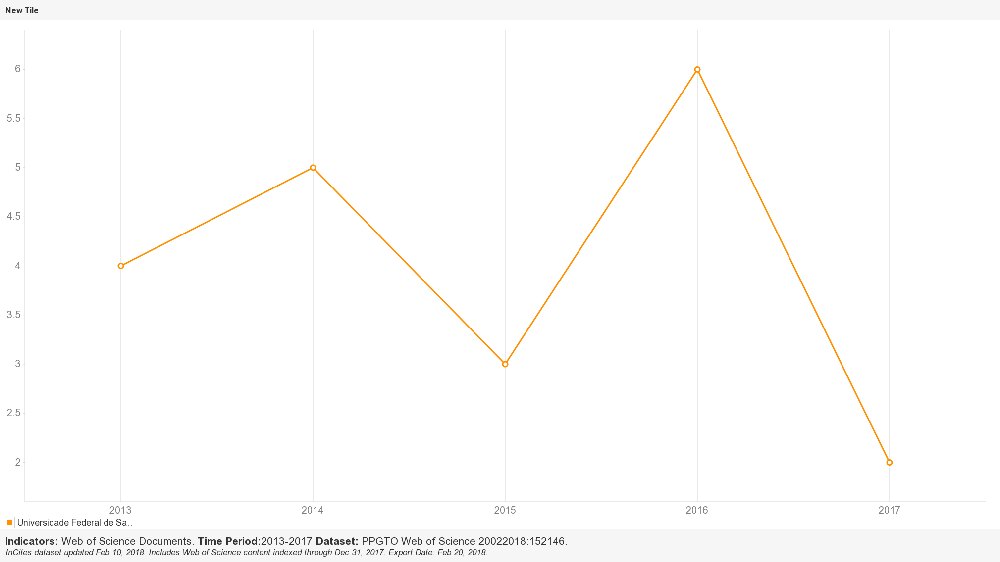 New Tile
6
5.5
5
4.5
4
3.5
3
2.5
2
2013 2014 2015 2016 2017
Universidade Federal de Sa..
Indicators: Web of Science Documents. Time Period:2013-2017 Dataset: PPGTO Web of Science 20022018:152146.
InCites dataset updated Feb 10, 2018. Includes Web of Science content indexed through Dec 31, 2017. Export Date: Feb 20, 2018.